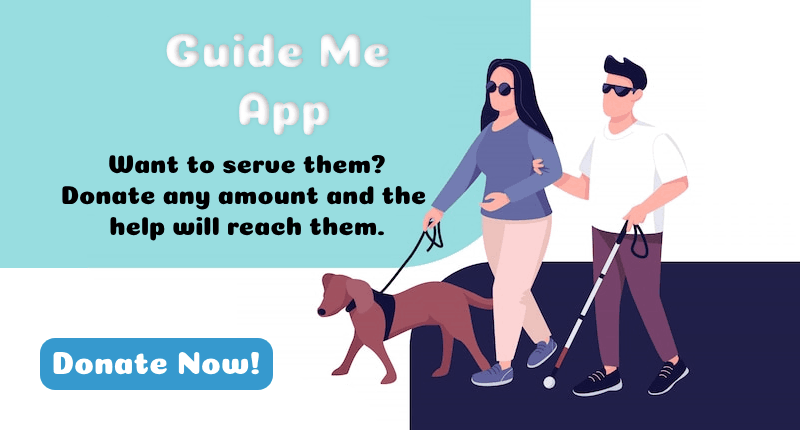 Guide Me
App
Want to serve them?
Donate any amount and the
help will reach them.
Donate Now!